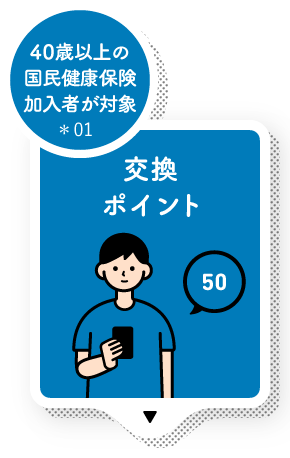 40歳以上の
国民健康保険
加入者が対象
＊01
交換
ポイント
50